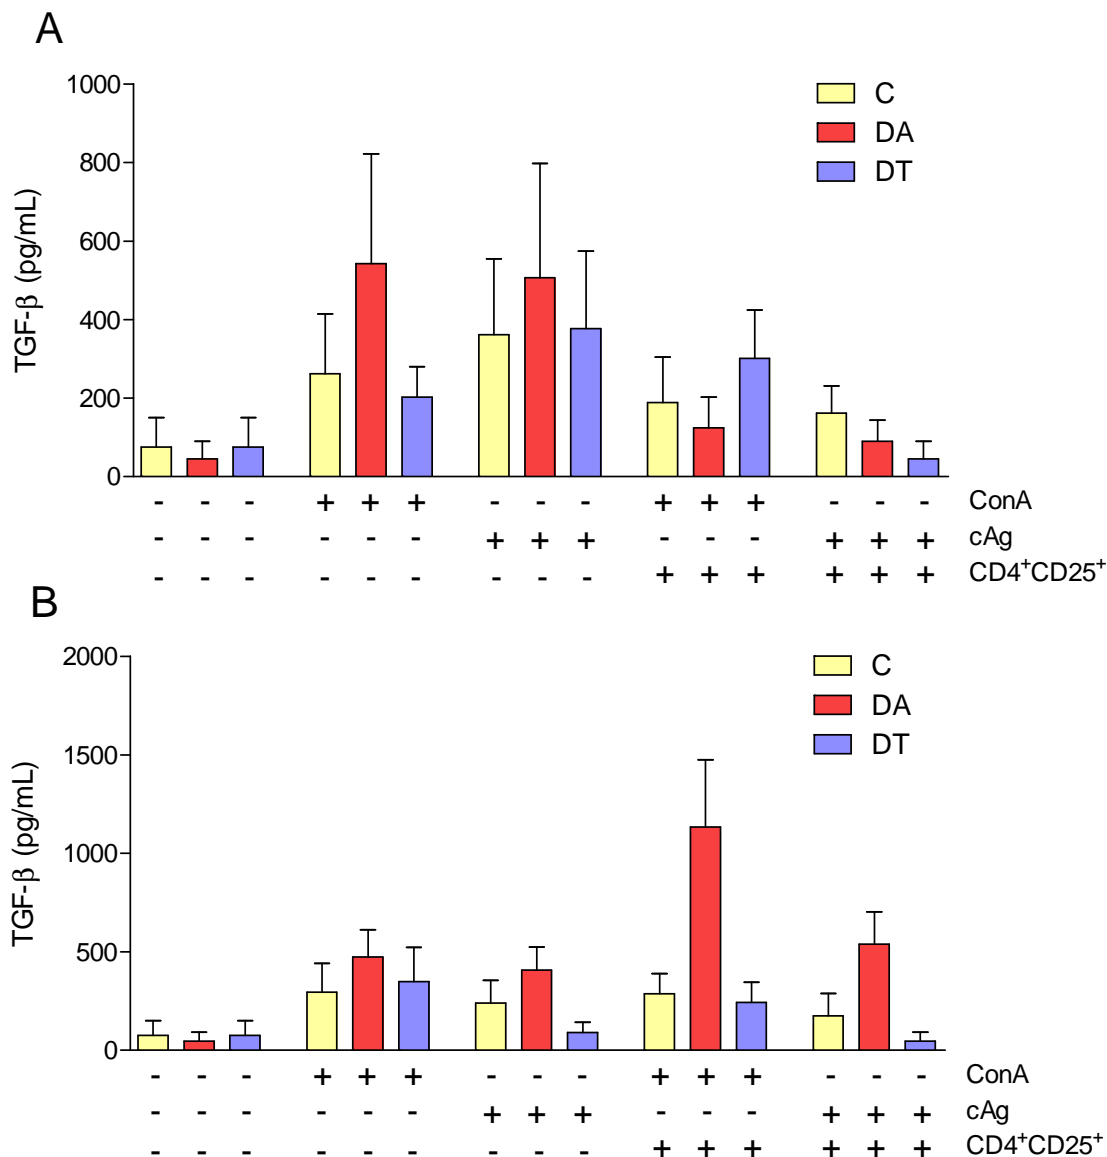 A
1000
800
600
400
200
0
TGF-β (pg/mL)
C
DA
DT
- - - + + + - - - + + + - - - ConA
- - - - - - + + + - - - + + + cAg
- - - - - - - - - + + + + + + CD4⁺CD25⁺
B
2000
1500
1000
500
0
TGF-β (pg/mL)
C
DA
DT
- - - + + + - - - + + + - - - ConA
- - - - - - + + + - - - + + + cAg
- - - - - - - - - + + + + + + CD4⁺CD25⁺